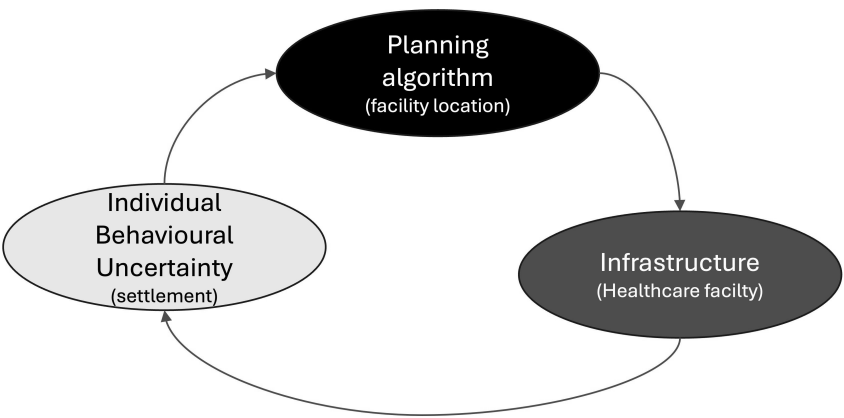 Planning
algorithm
(facility location)
Individual
Behavioural
Uncertainty
(settlement)
Infrastructure
(Healthcare facilty)